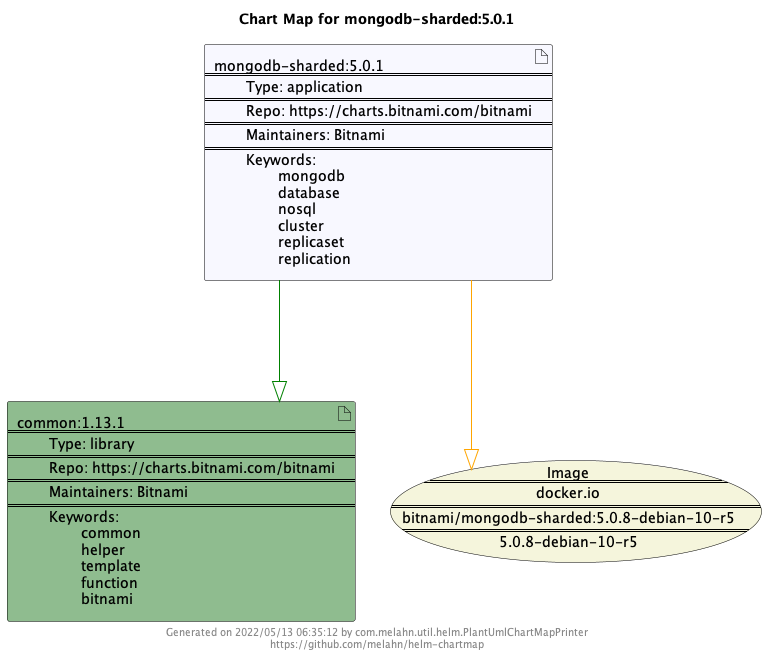 Chart Map for mongodb-sharded:5.0.1
mongodb-sharded:5.0.1
Type: application
Repo: https://charts.bitnami.com/bitnami
Maintainers: Bitnami
Keywords:
mongodb
database
nosql
cluster
replicaset
replication
common:1.13.1
Type: library
Repo: https://charts.bitnami.com/bitnami
Maintainers: Bitnami
Keywords:
common
helper
template
function
bitnami
Image
docker.io
bitnami/mongodb-sharded:5.0.8-debian-10-r5
5.0.8-debian-10-r5
Generated on 2022/05/13 06:35:12 by com.melahn.util.helm.PlantUmlChartMapPrinter
https://github.com/melahn/helm-chartmap